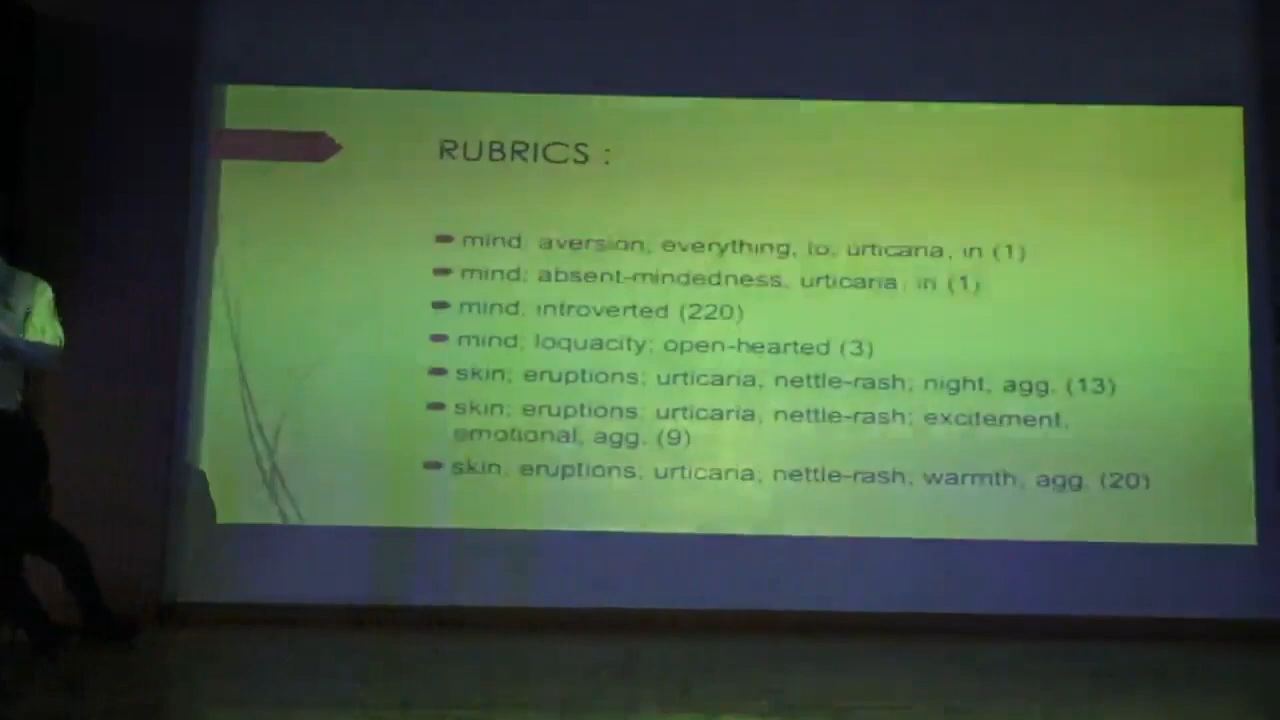 RUBRICS :
mind; aversion, everything, to, urticaria, in (1)
mind; absent-mindedness, urticaria, in (1)
mind; introverted (220)
mind; loquacity; open-hearted (3)
skin; eruptions; urticaria, nettle-rash; night, agg. (13)
skin; eruptions; urticaria, nettle-rash; excitement,
emotional, agg. (9)
skin; eruptions; urticaria, nettle-rash; warmth, agg. (20)